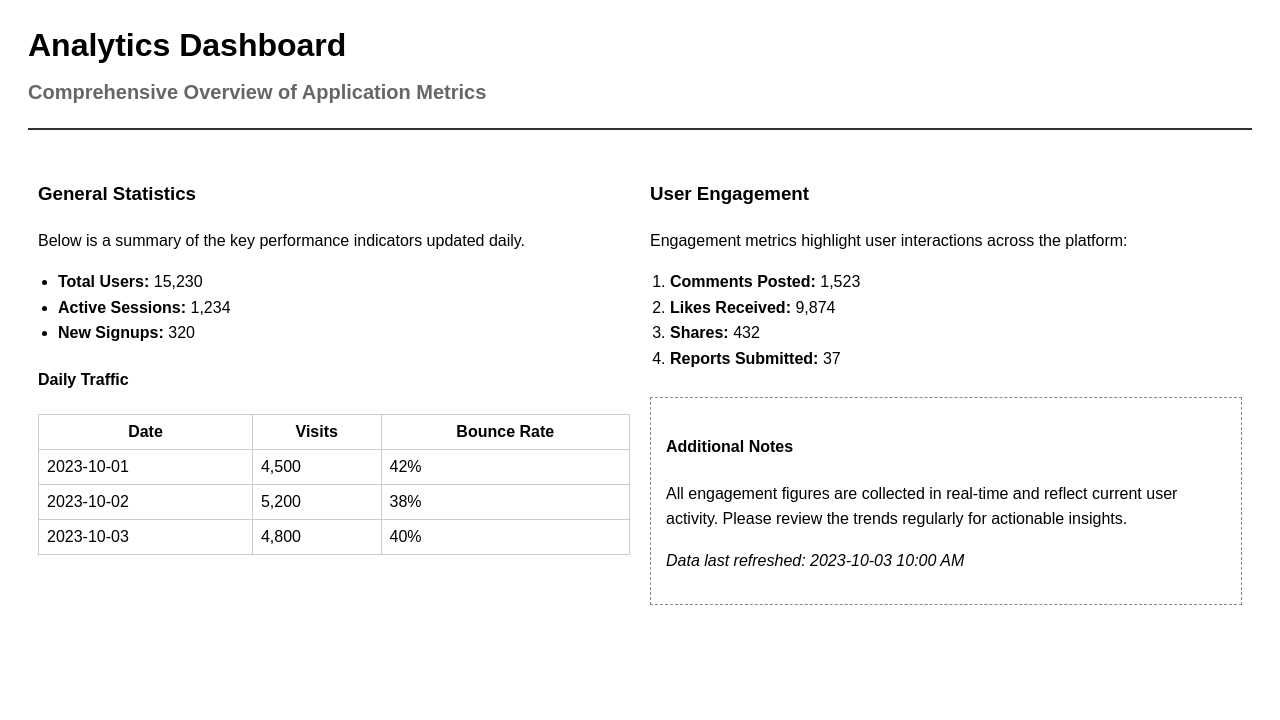 Analytics Dashboard
Comprehensive Overview of Application Metrics
General Statistics
Below is a summary of the key performance indicators updated daily.
• Total Users: 15,230
• Active Sessions: 1,234
• New Signups: 320
Daily Traffic
Date Visits Bounce Rate
2023-10-01 4,500 42%
2023-10-02 5,200 38%
2023-10-03 4,800 40%
User Engagement
Engagement metrics highlight user interactions across the platform:
1. Comments Posted: 1,523
2. Likes Received: 9,874
3. Shares: 432
4. Reports Submitted: 37
Additional Notes
All engagement figures are collected in real-time and reflect current user
activity. Please review the trends regularly for actionable insights.
Data last refreshed: 2023-10-03 10:00 AM